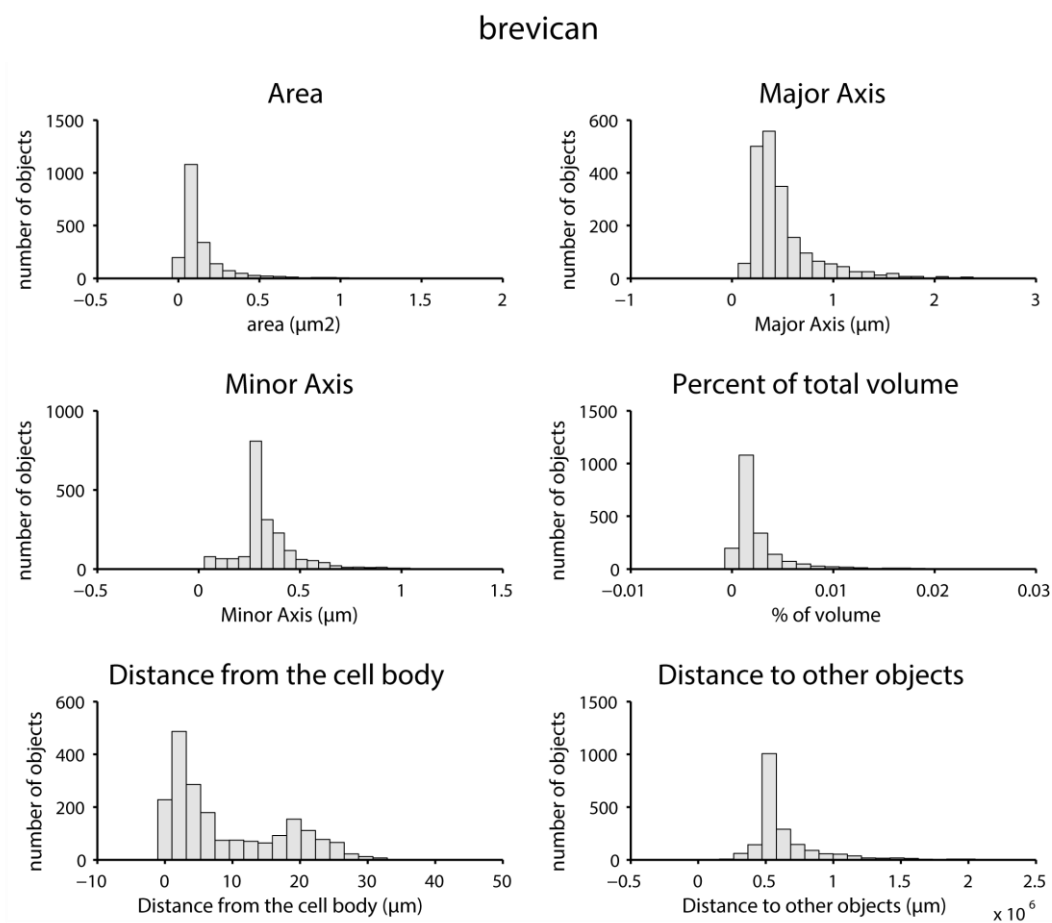 brevican
Area
number of objects
1500
1000
500
0
−0.5
0
0.5
1
1.5
2
area (µm2)
Major Axis
number of objects
600
400
200
0
−1
0
1
2
3
Major Axis (µm)
Minor Axis
number of objects
1000
500
0
−0.5
0
0.5
1
1.5
Minor Axis (µm)
Percent of total volume
number of objects
1500
1000
500
0
−0.01
0
0.01
0.02
0.03
% of volume
Distance from the cell body
number of objects
600
400
200
0
−10
0
10
20
30
40
50
Distance from the cell body (µm)
Distance to other objects
number of objects
1500
1000
500
0
−0.5
0
0.5
1
1.5
2
2.5
Distance to other objects (µm)
x 10 6